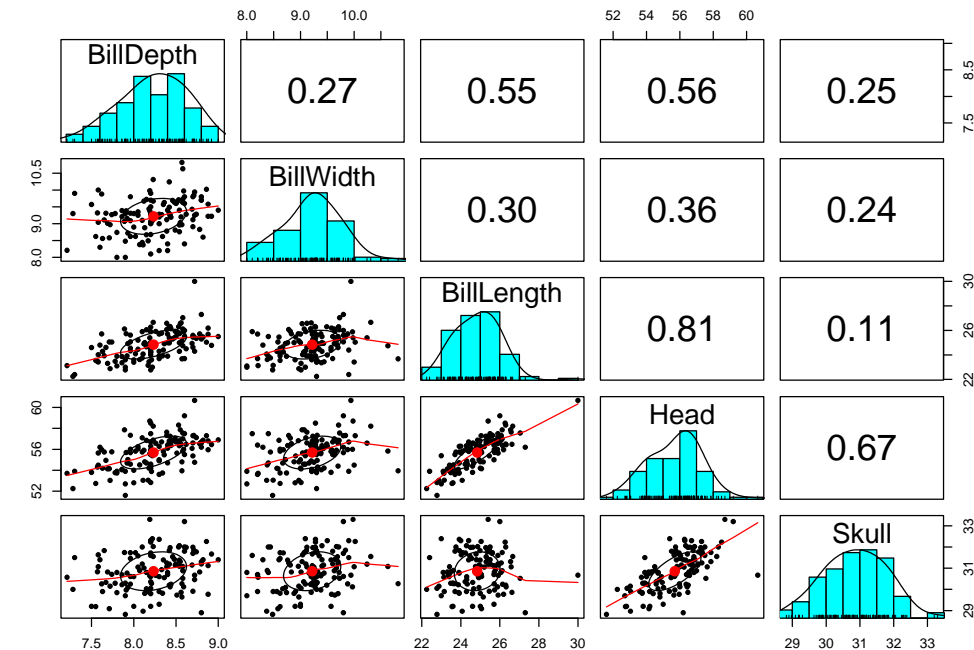 8.0 9.0 10.0 52 54 56 58 60
BillDepth 0.27 0.55 0.56 0.25 7.5 8.5
8.0 9.0 10.5 BillWidth 0.30 0.36 0.24
BillLength 0.81 0.11 22 26 30
52 56 60 Head 0.67
Skull 29 31 33
7.5 8.0 8.5 9.0 22 24 26 28 30 29 30 31 32 33